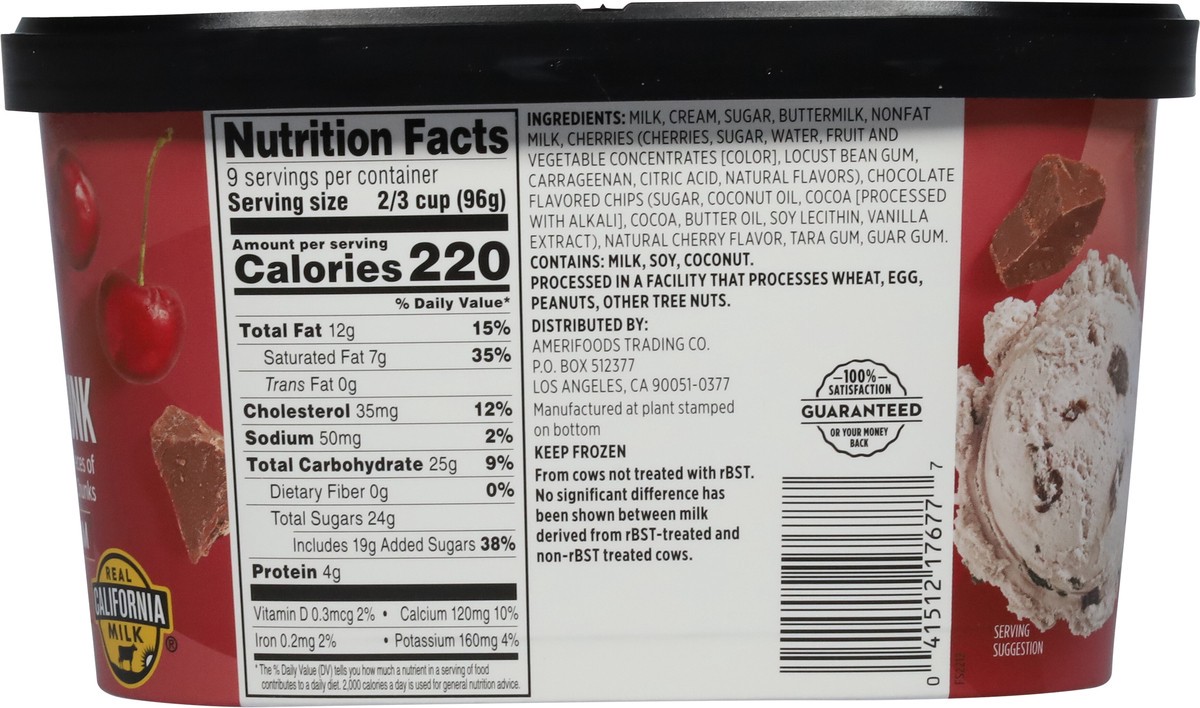 Nutrition Facts
9 servings per container
Serving size 2/3 cup (96g)
Amount per serving
Calories 220
% Daily Value*
Total Fat 12g 15%
Saturated Fat 7g 35%
Trans Fat 0g
Cholesterol 35mg 12%
Sodium 50mg 2%
Total Carbohydrate 25g 9%
Dietary Fiber 0g 0%
Total Sugars 24g
Includes 19g Added Sugars 38%
Protein 4g
Vitamin D 0.3mcg 2% • Calcium 120mg 10%
Iron 0.2mg 2% • Potassium 160mg 4%
* The % Daily Value (DV) tells you how much a nutrient in a serving of food
contributes to a daily diet. 2,000 calories a day is used for general nutrition advice.
INGREDIENTS: MILK, CREAM, SUGAR, BUTTERMILK, NONFAT
MILK, CHERRIES (CHERRIES, SUGAR, WATER, FRUIT AND
VEGETABLE CONCENTRATES [COLOR], LOCUST BEAN GUM,
CARRAGEENAN, CITRIC ACID, NATURAL FLAVORS), CHOCOLATE
FLAVORED CHIPS (SUGAR, COCONUT OIL, COCOA [PROCESSED
WITH ALKALI], COCOA, BUTTER OIL, SOY LECITHIN, VANILLA
EXTRACT), NATURAL CHERRY FLAVOR, TARA GUM, GUAR GUM.
CONTAINS: MILK, SOY, COCONUT.
PROCESSED IN A FACILITY THAT PROCESSES WHEAT, EGG,
PEANUTS, OTHER TREE NUTS.
DISTRIBUTED BY:
AMERIFOODS TRADING CO.
P.O. BOX 512377
LOS ANGELES, CA 90051-0377
Manufactured at plant stamped
on bottom
KEEP FROZEN
From cows not treated with rBST.
No significant difference has
been shown between milk
derived from rBST-treated and
non-rBST treated cows.
100%
SATISFACTION
GUARANTEED
OR YOUR MONEY
BACK
0 41512 17677 7
SERVING
SUGGESTION
REAL
CALIFORNIA
MILK
®
of